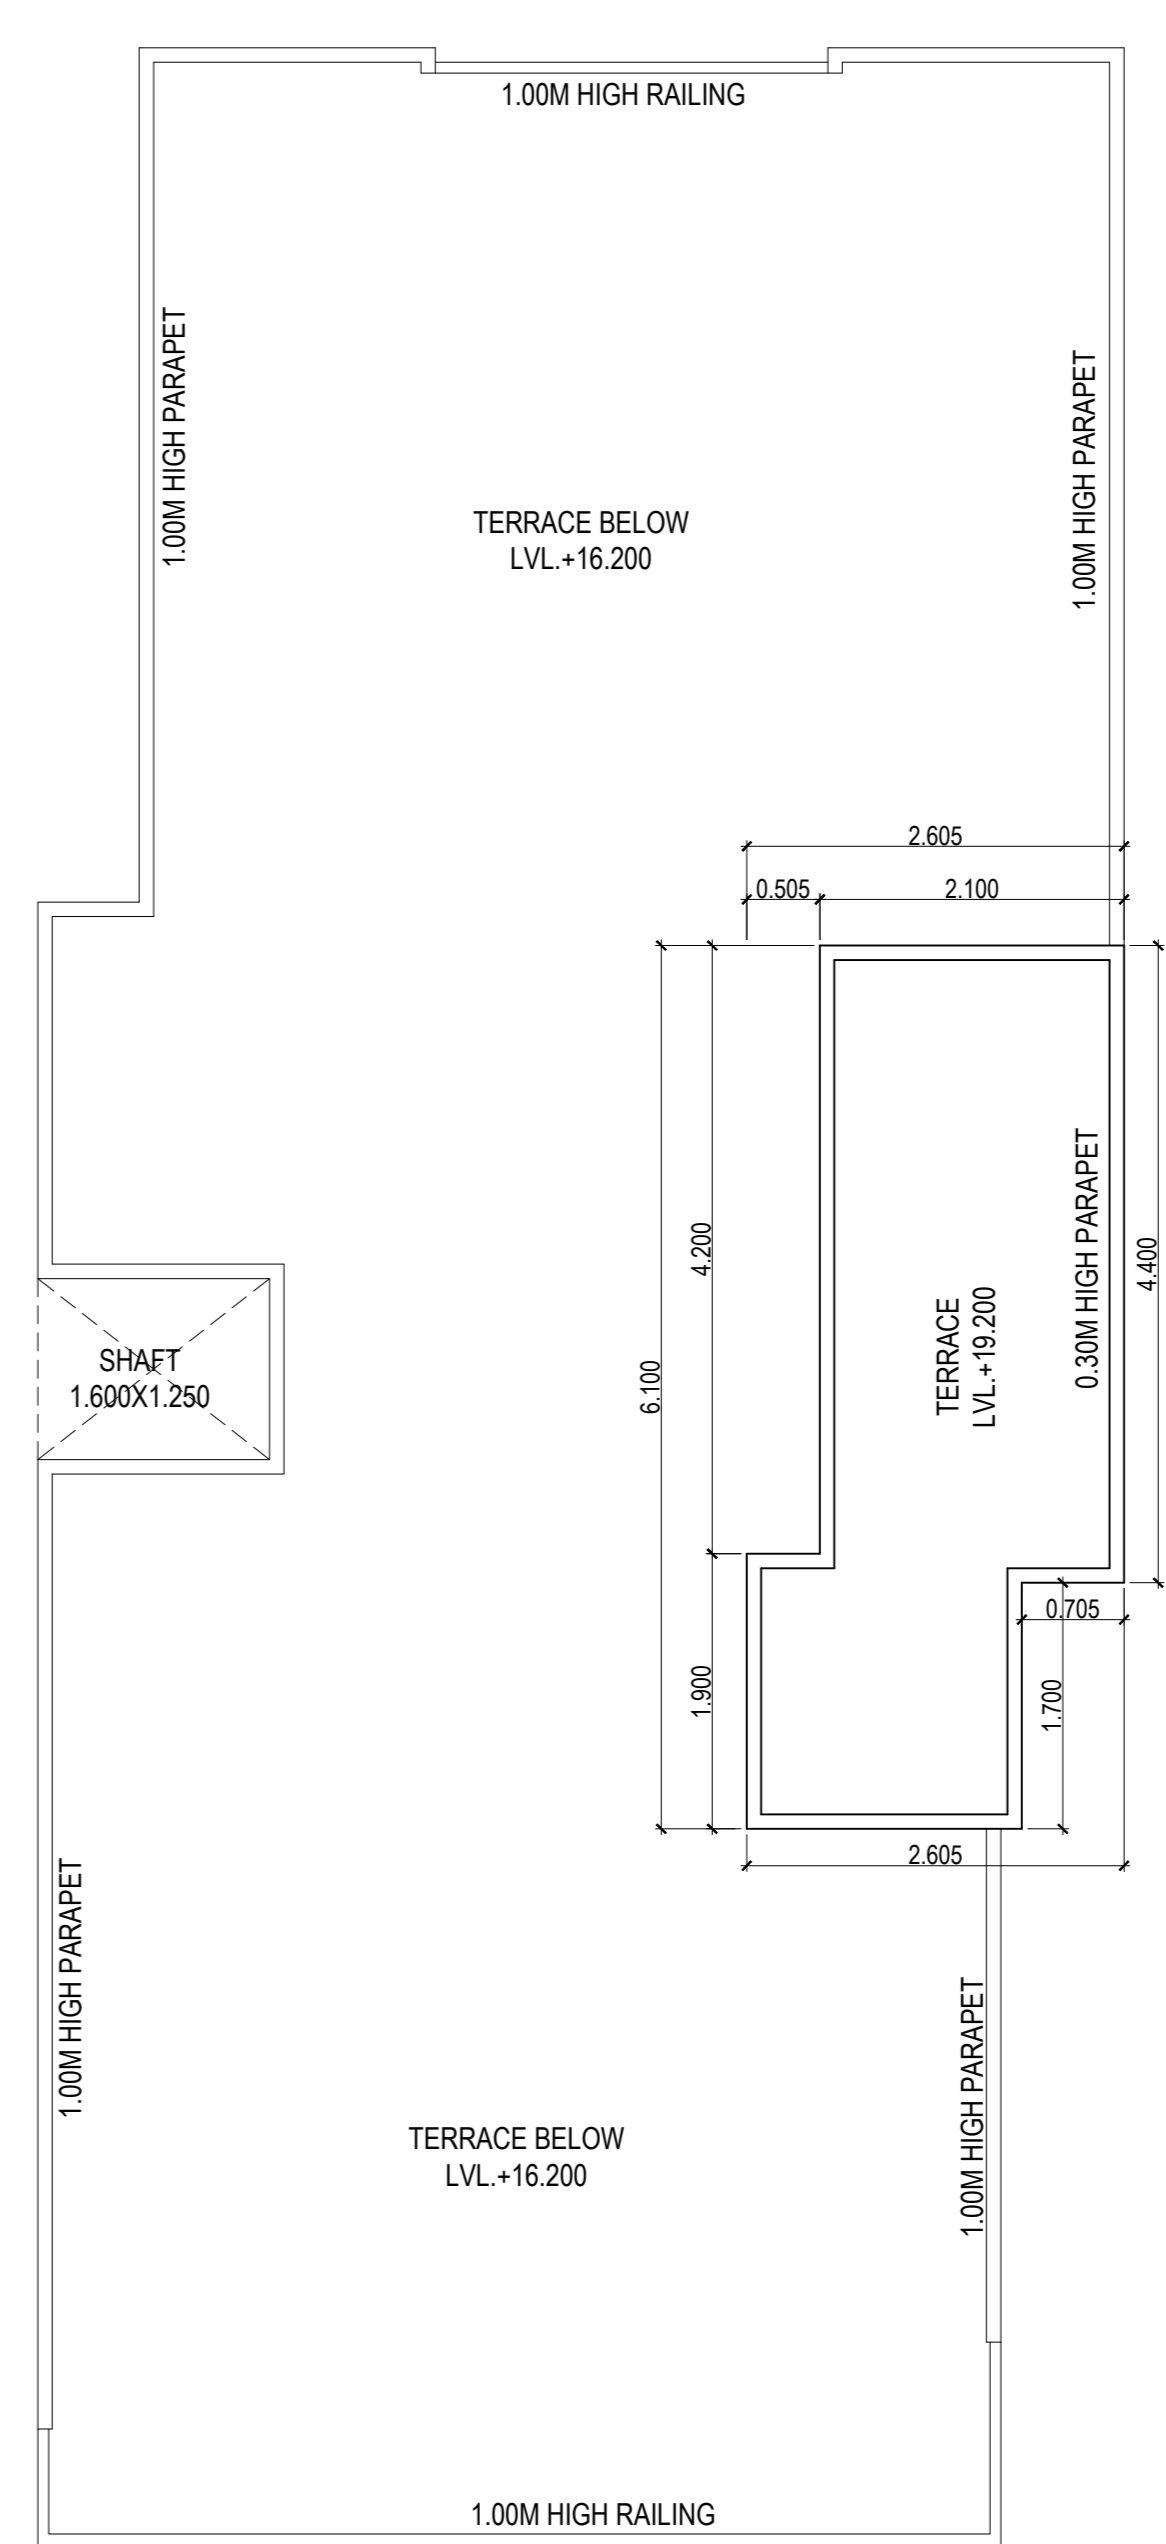 1.00M HIGH RAILING
1.00M HIGH PARAPET
1.00M HIGH PARAPET
TERRACE BELOW
LVL.+16.200
2.605
0.505
2.100
SHAFT
1.600X1.250
6.100
4.200
1.900
TERRACE
LVL.+19.200
0.30M HIGH PARAPET
4.400
0.705
1.700
2.605
1.00M HIGH PARAPET
1.00M HIGH PARAPET
TERRACE BELOW
LVL.+16.200
1.00M HIGH RAILING